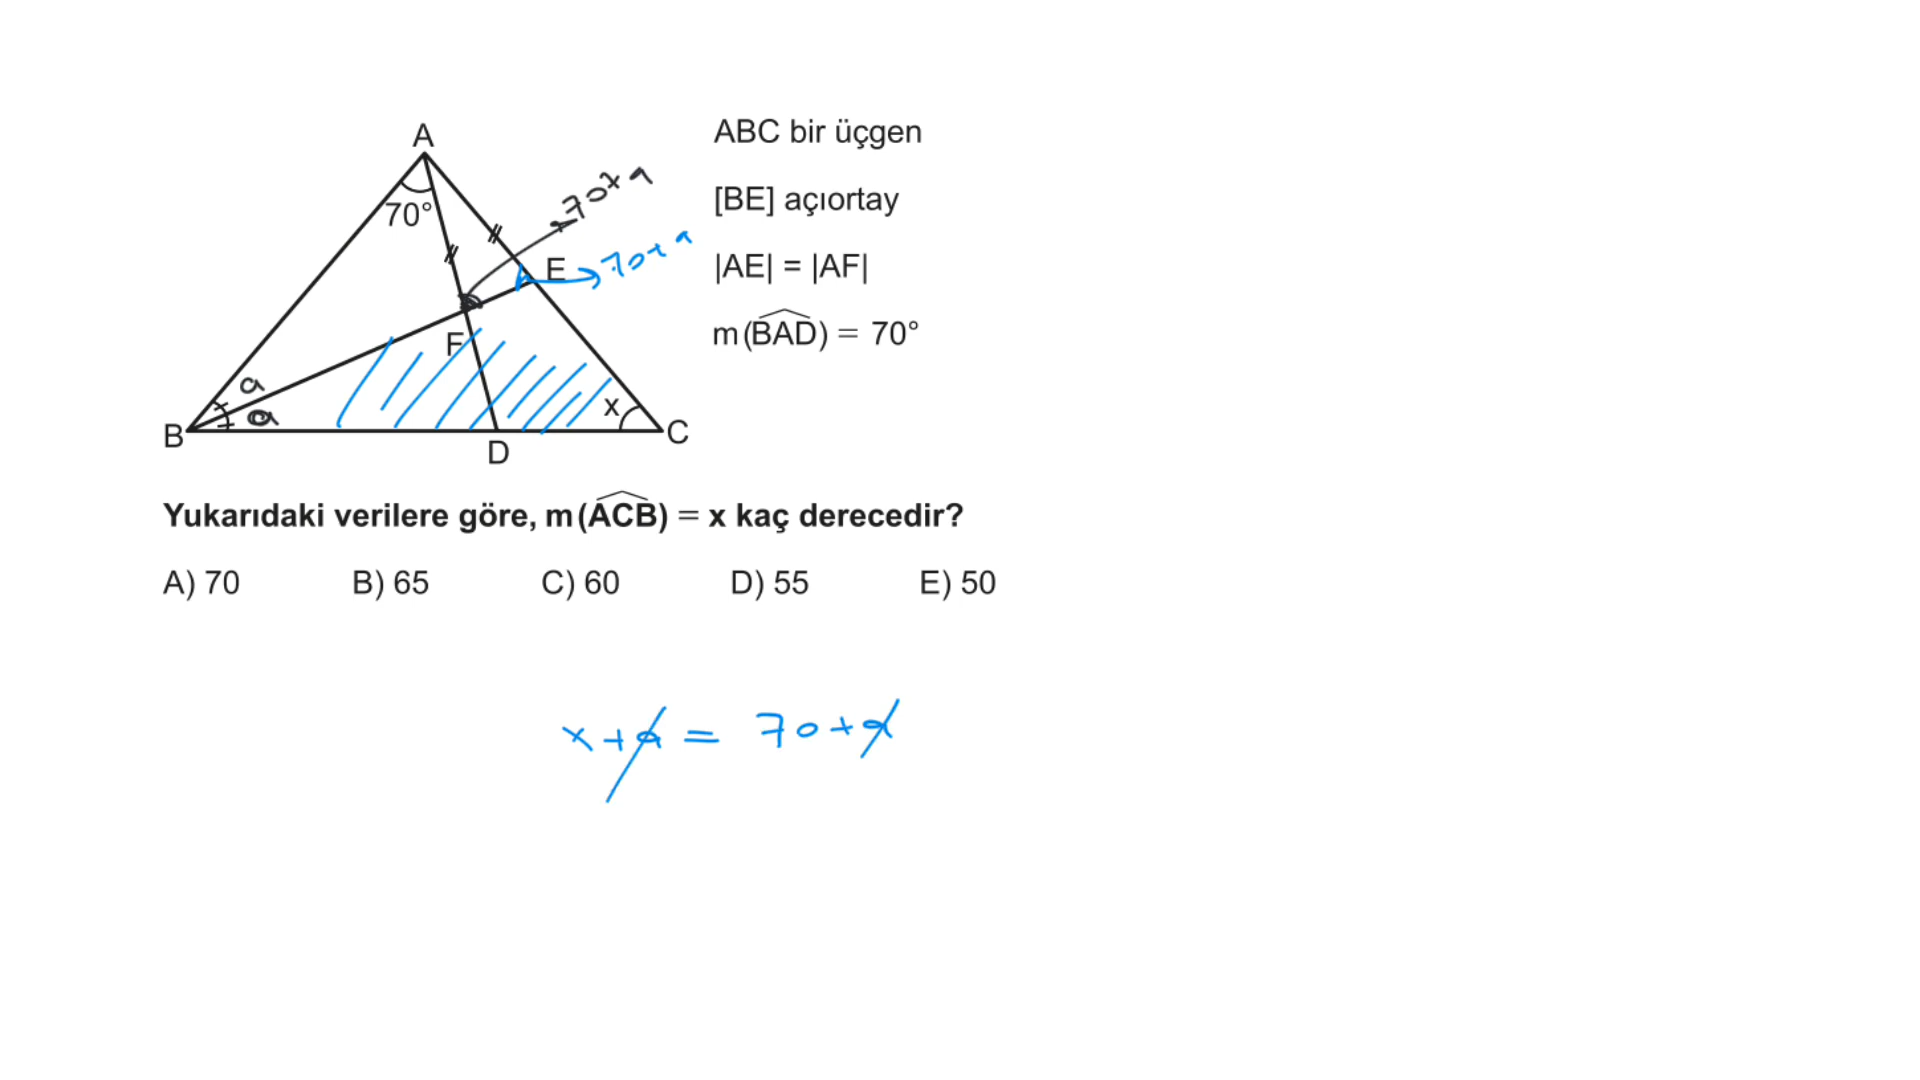 A
ABC bir üçgen
70+a
70°
[BE] açıortay
70+a
E
|AE| = |AF|
m(BAD) = 70°
F
a
a
x
B
C
D
Yukarıdaki verilere göre, m(ACB) = x kaç derecedir?
A) 70 B) 65 C) 60 D) 55 E) 50
x+a = 70+a